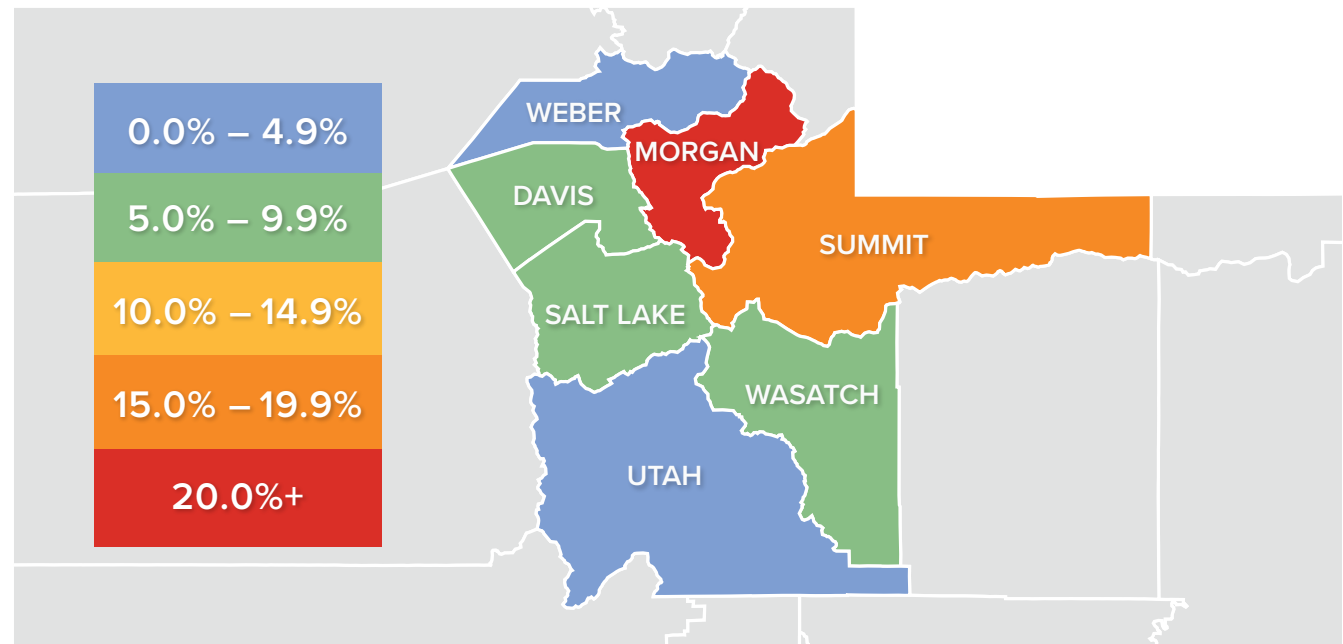 0.0% – 4.9%
5.0% – 9.9%
10.0% – 14.9%
15.0% – 19.9%
20.0%+
WEBER
MORGAN
DAVIS
SUMMIT
SALT LAKE
WASATCH
UTAH